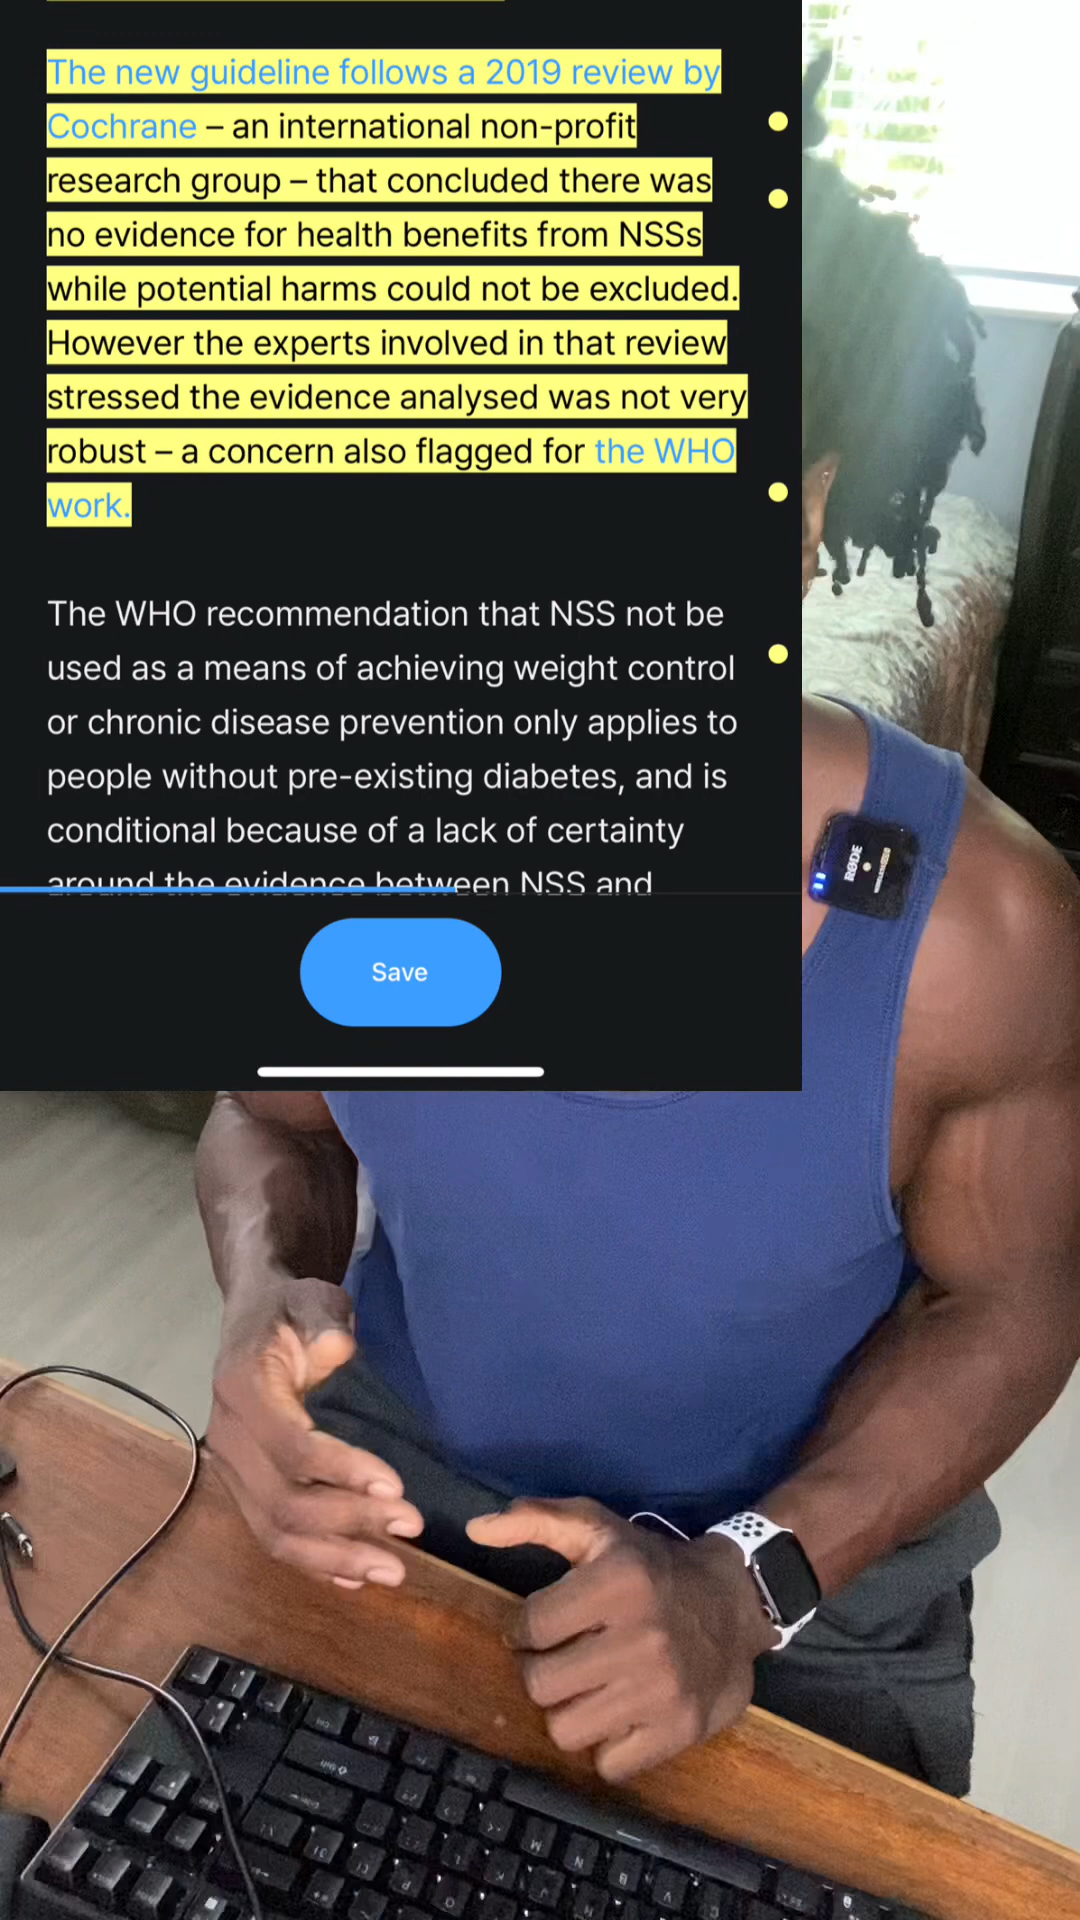 The new guideline follows a 2019 review by
Cochrane – an international non-profit
research group – that concluded there was
no evidence for health benefits from NSSs
while potential harms could not be excluded.
However the experts involved in that review
stressed the evidence analysed was not very
robust – a concern also flagged for the WHO
work.
The WHO recommendation that NSS not be
used as a means of achieving weight control
or chronic disease prevention only applies to
people without pre-existing diabetes, and is
conditional because of a lack of certainty
around the evidence between NSS and
Save
RØDE